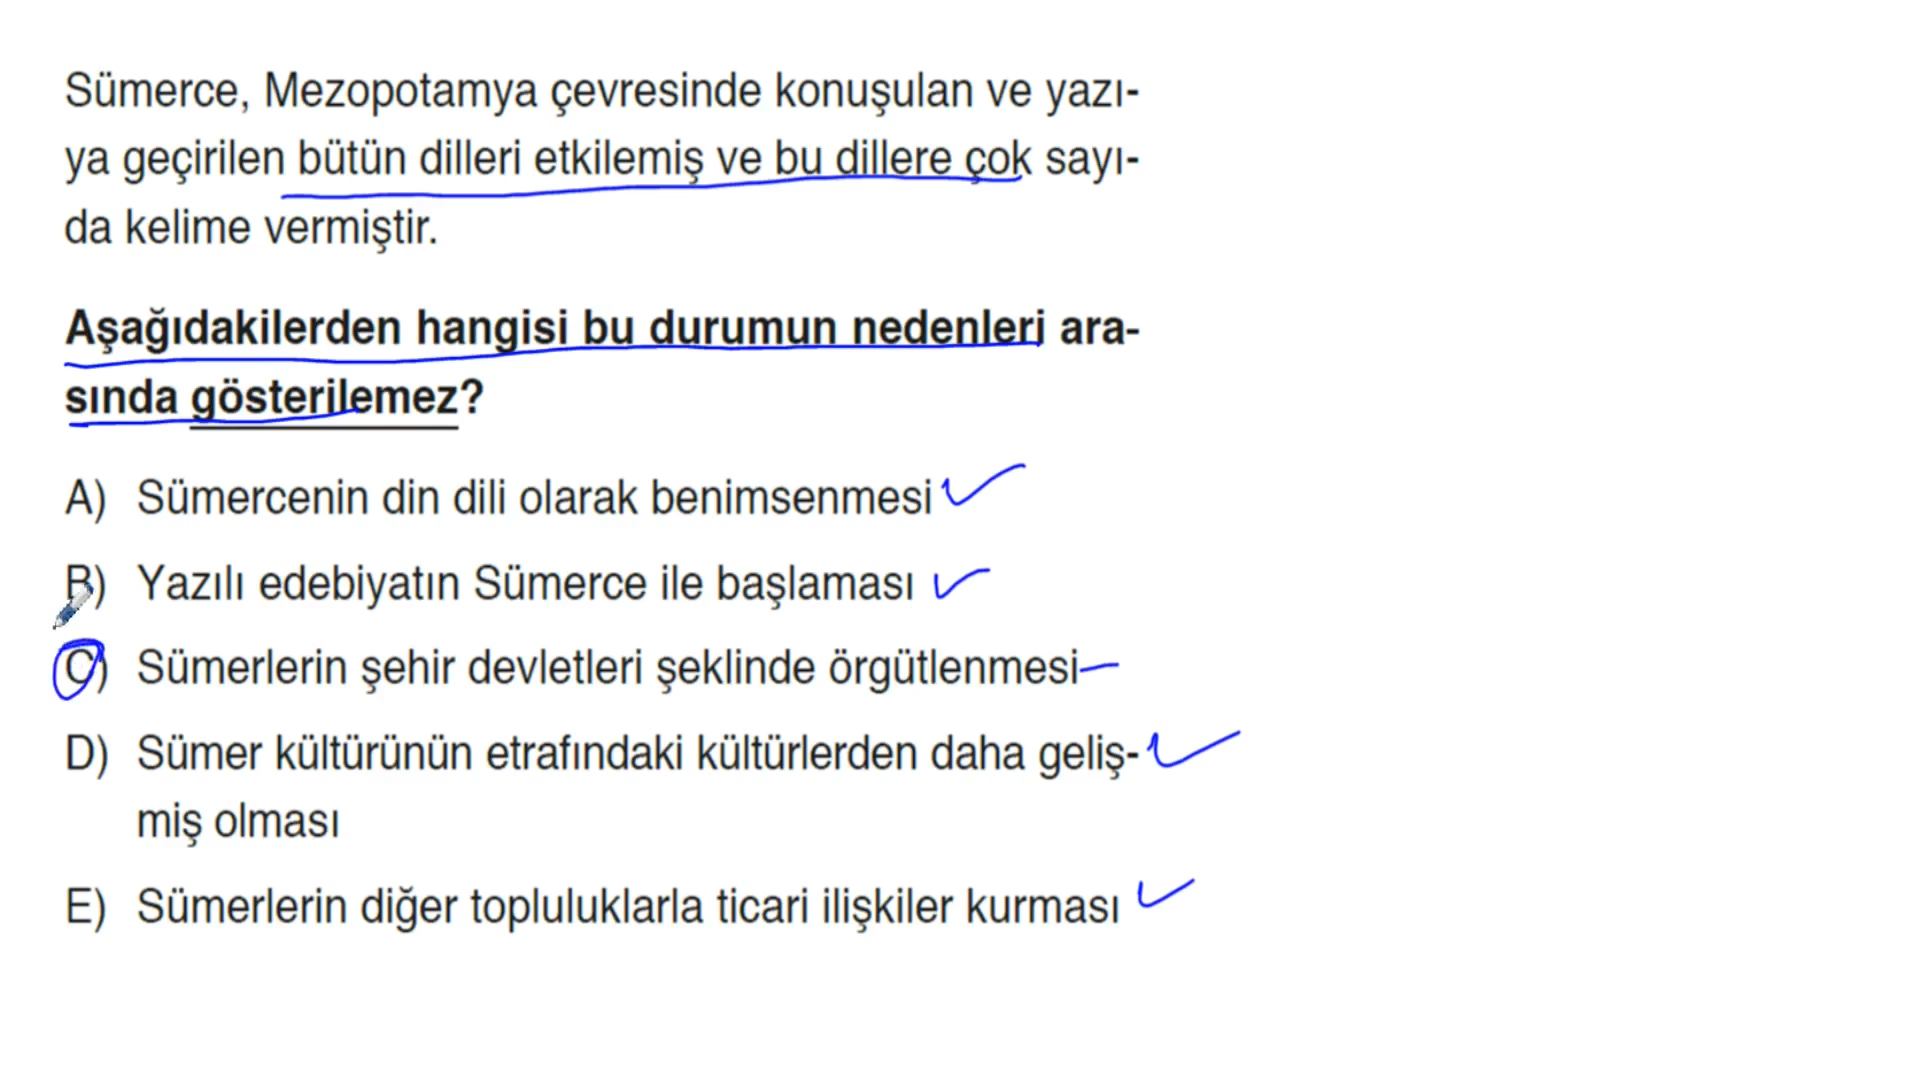 Sümerce, Mezopotamya çevresinde konuşulan ve yazı-
ya geçirilen bütün dilleri etkilemiş ve bu dillere çok sayı-
da kelime vermiştir.
Aşağıdakilerden hangisi bu durumun nedenleri ara-
sında gösterilemez?
A) Sümercenin din dili olarak benimsenmesi
B) Yazılı edebiyatın Sümerce ile başlaması
C) Sümerlerin şehir devletleri şeklinde örgütlenmesi
D) Sümer kültürünün etrafındaki kültürlerden daha geliş-
miş olması
E) Sümerlerin diğer topluluklarla ticari ilişkiler kurması